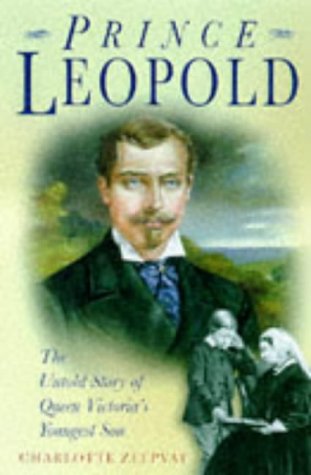 PRINCE
LEOPOLD
The
Untold Story of
Queen Victoria's
Youngest Son
CHARLOTTE ZEEPVAT